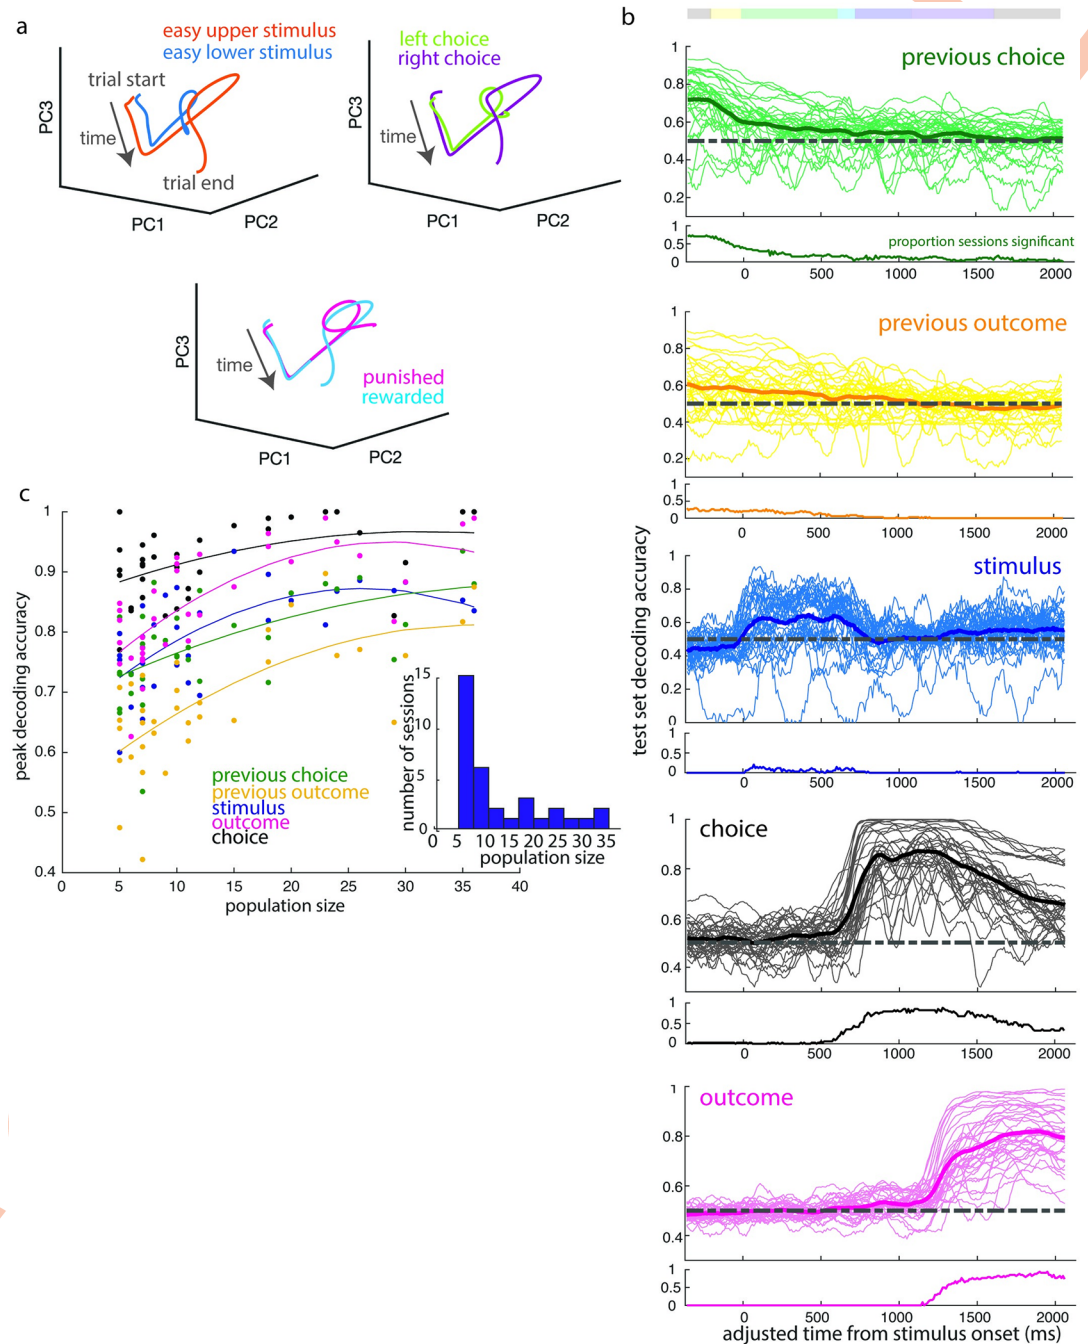 a
easy upper stimulus
easy lower stimulus
trial start
time
trial end
PC3
PC1
PC2
left choice
right choice
time
PC3
PC1
PC2
time
punished
rewarded
PC3
PC1
PC2
b
previous choice
1
0.8
0.6
0.4
0.2
proportion sessions significant
1
0.5
0
0 500 1000 1500 2000
previous outcome
1
0.8
0.6
0.4
0.2
1
0.5
0
0 500 1000 1500 2000
stimulus
1
0.8
0.6
0.4
0.2
0
1
0.5
0
0 500 1000 1500 2000
choice
1
0.8
0.6
0.4
1
0.5
0
0 500 1000 1500 2000
outcome
1
0.8
0.6
0.4
1
0.5
0
0 500 1000 1500 2000
adjusted time from stimulus onset (ms)
test set decoding accuracy
c
1
0.9
0.8
0.7
0.6
0.5
0.4
peak decoding accuracy
0 5 10 15 20 25 30 35 40
population size
previous choice
previous outcome
stimulus
outcome
choice
15
10
5
0
number of sessions
0 5 10 15 20 25 30 35
population size